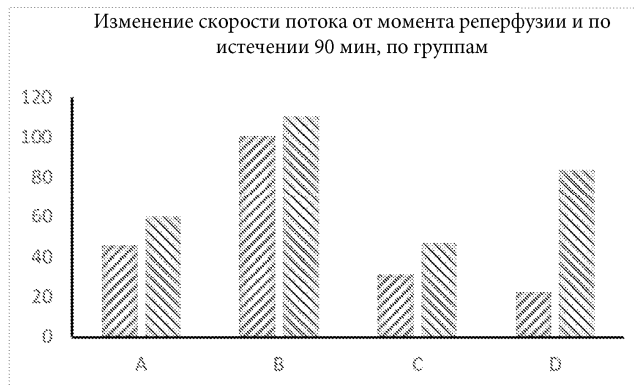 Изменение скорости потока от момента реперфузии и по
истечении 90 мин, по группам
120
100
80
60
40
20
0
A B C D